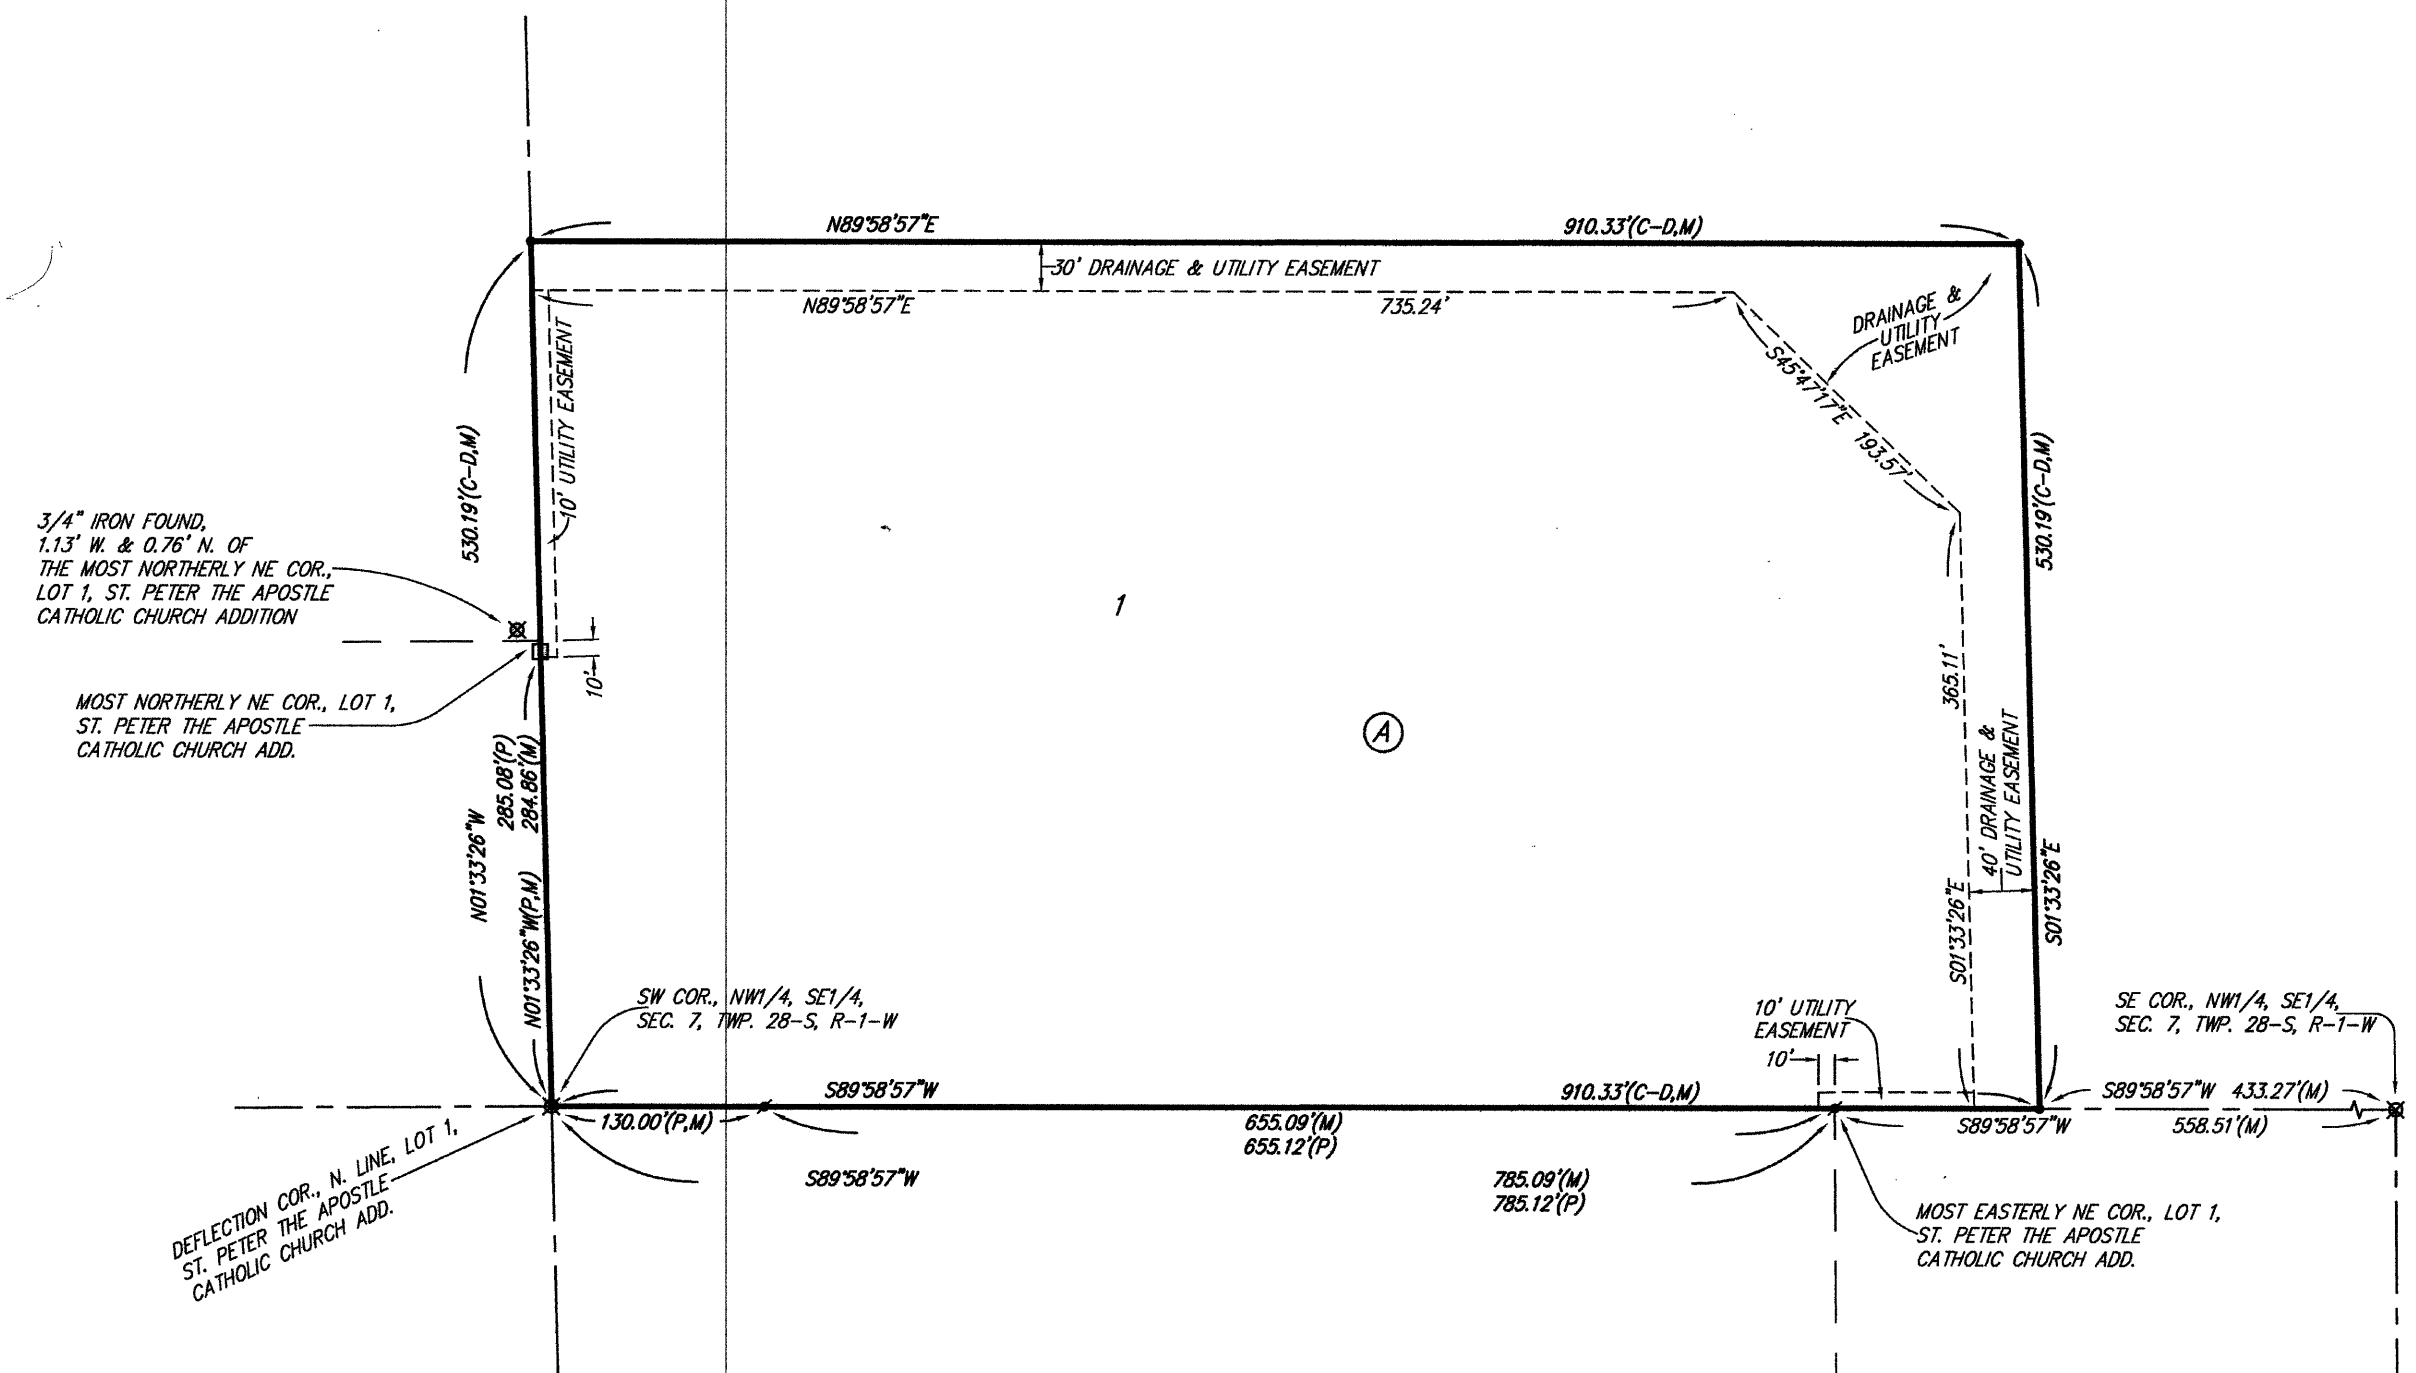 N89°58'57"E
910.33'(C-D,M)
30' DRAINAGE & UTILITY EASEMENT
N89°58'57"E
735.24'
DRAINAGE &
UTILITY
EASEMENT
S45°47'17"E 193.57'
10' UTILITY EASEMENT
530.19'(C-D,M)
530.19'(C-D,M)
3/4" IRON FOUND,
1.13' W. & 0.76' N. OF
THE MOST NORTHERLY NE COR.,
LOT 1, ST. PETER THE APOSTLE
CATHOLIC CHURCH ADDITION
1
10'
365.11'
MOST NORTHERLY NE COR., LOT 1,
ST. PETER THE APOSTLE
CATHOLIC CHURCH ADD.
A
285.08'(P)
284.86'(M)
40' DRAINAGE &
UTILITY EASEMENT
N01°33'26"W
N01°33'26"W(P,M)
S01°33'26"E
S01°33'26"E
SW COR., NW1/4, SE1/4,
SEC. 7, TWP. 28-S, R-1-W
10' UTILITY
EASEMENT
10'
SE COR., NW1/4, SE1/4,
SEC. 7, TWP. 28-S, R-1-W
S89°58'57"W
910.33'(C-D,M)
S89°58'57"W 433.27'(M)
130.00'(P,M)
655.09'(M)
655.12'(P)
S89°58'57"W
558.51'(M)
S89°58'57"W
785.09'(M)
785.12'(P)
DEFLECTION COR., N. LINE, LOT 1,
ST. PETER THE APOSTLE
CATHOLIC CHURCH ADD.
MOST EASTERLY NE COR., LOT 1,
ST. PETER THE APOSTLE
CATHOLIC CHURCH ADD.